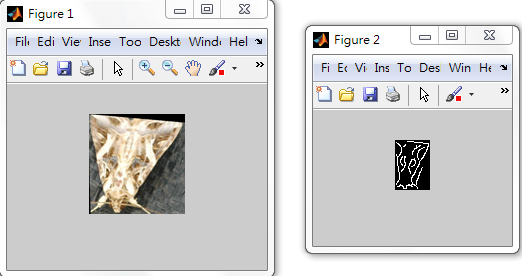 Figure 1
File Edi Viev Inse Too Deskt Windo Hel
Figure 2
Fi Ec Vi Ins To Des Win He